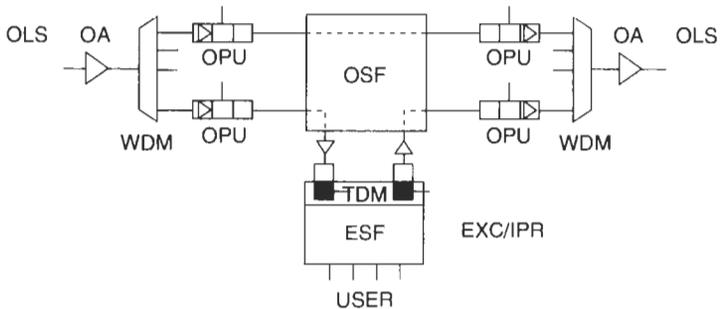 OLS OA OPU OSF OPU OA OLS
WDM OPU OPU WDM
TDM
ESF EXC/IPR
USER